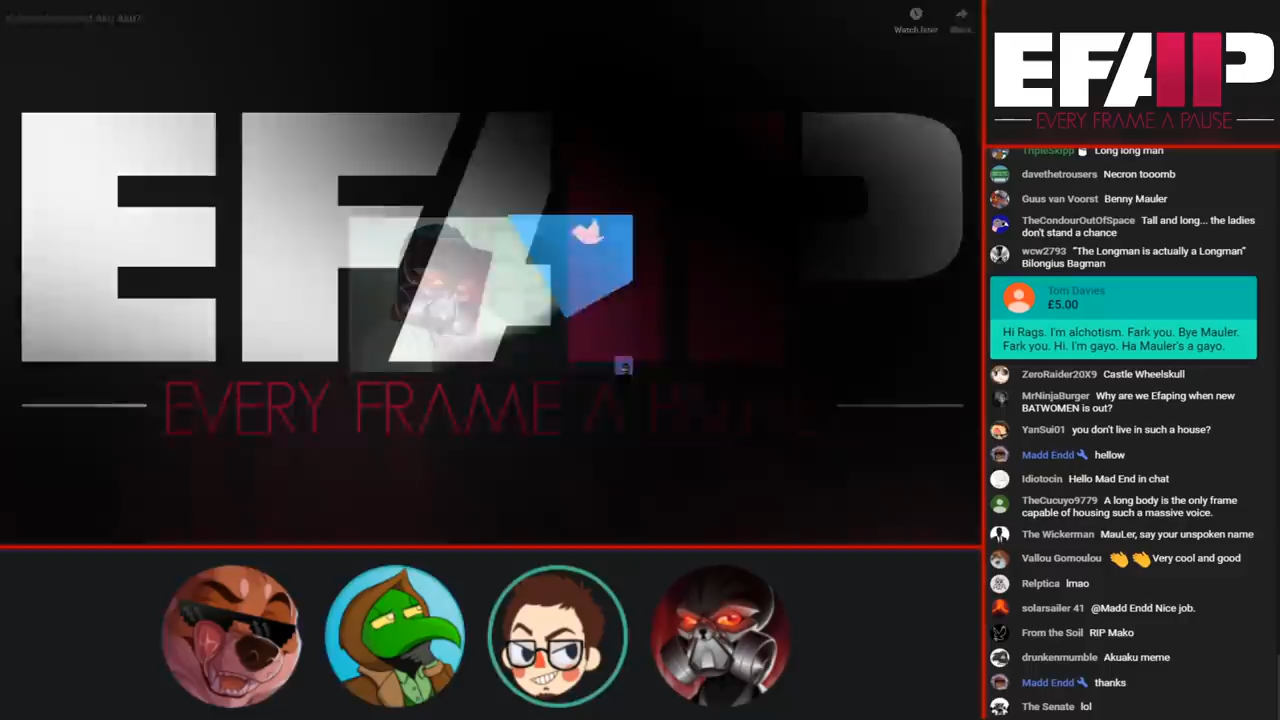 Watch later
Share
EFAP
EVERY FRAME A
EFAP
EVERY FRAME A PAUSE
TripleSkipp Long long man
davethetrousers Necron tooomb
Guus van Voorst Benny Mauler
TheCondourOutOfSpace Tall and long... the ladies
don't stand a chance
wcw2793 “The Longman is actually a Longman”
Bilongius Bagman
Tom Davies
£5.00
Hi Rags. I'm alchotism. Fark you. Bye Mauler.
Fark you. Hi. I'm gayo. Ha Mauler's a gayo.
ZeroRaider20X9 Castle Wheelskull
MrNinjaBurger Why are we Efaping when new
BATWOMEN is out?
YanSui01 you don't live in such a house?
Madd Endd hellow
Idiotocin Hello Mad End in chat
TheCucuyo9779 A long body is the only frame
capable of housing such a massive voice.
The Wickerman MauLer, say your unspoken name
Vallou Gomoulou Very cool and good
Relptica lmao
solarsailer 41 @Madd Endd Nice job.
From the Soil RIP Mako
drunkenmumble Akuaku meme
Madd Endd thanks
The Senate lol